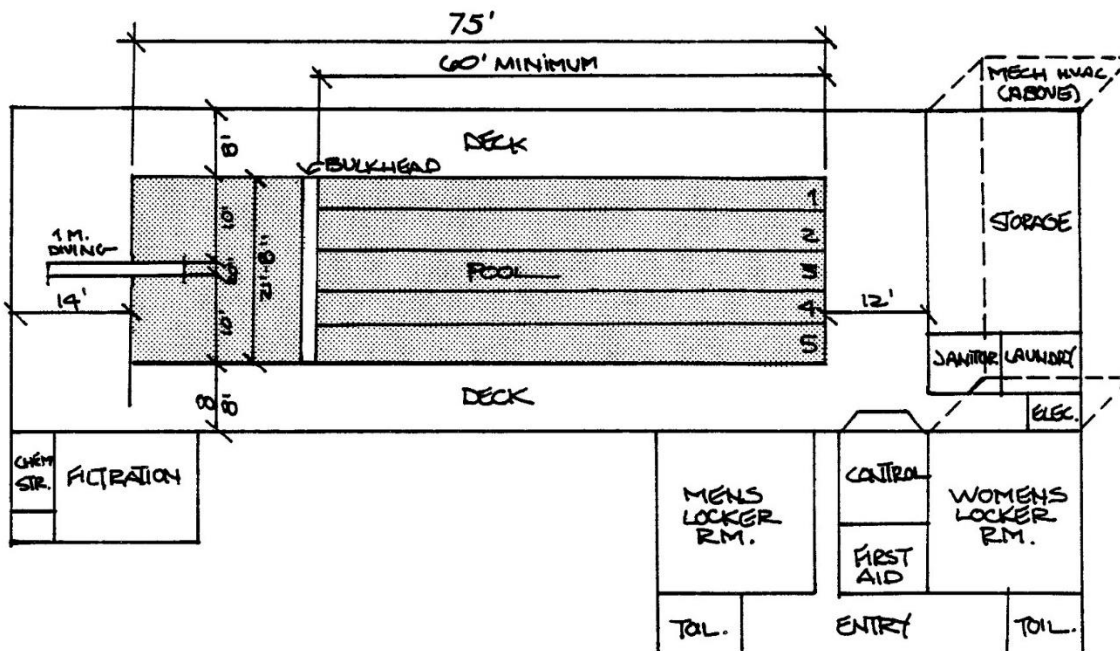 75'
60' MINIMUM
MECH HVAC
(ABOVE)
8'
DECK
BULKHEAD
1
10'
2
STORAGE
1 M.
DIVING
21'-8"
POOL
3
14'
4
12'
10'
5
JANITOR
LAUNDRY
8
8'
DECK
ELEC.
CHEM
STR.
FILTRATION
MENS
LOCKER
RM.
CONTROL
WOMENS
LOCKER
RM.
FIRST
AID
TOIL.
ENTRY
TOIL.